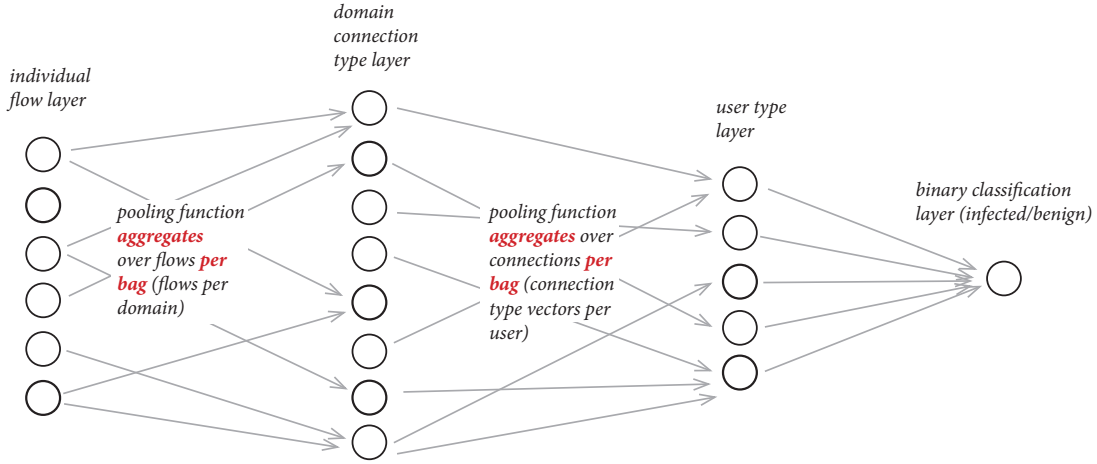 individual
flow layer
domain
connection
type layer
pooling function
aggregates
over flows per
bag (flows per
domain)
pooling function
aggregates over
connections per
bag (connection
type vectors per
user)
user type
layer
binary classification
layer (infected/benign)